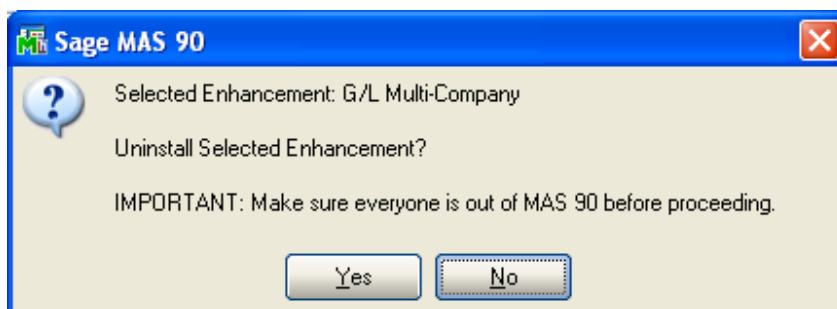 Sage MAS 90
Selected Enhancement: G/L Multi-Company
Uninstall Selected Enhancement?
IMPORTANT: Make sure everyone is out of MAS 90 before proceeding.
Yes No